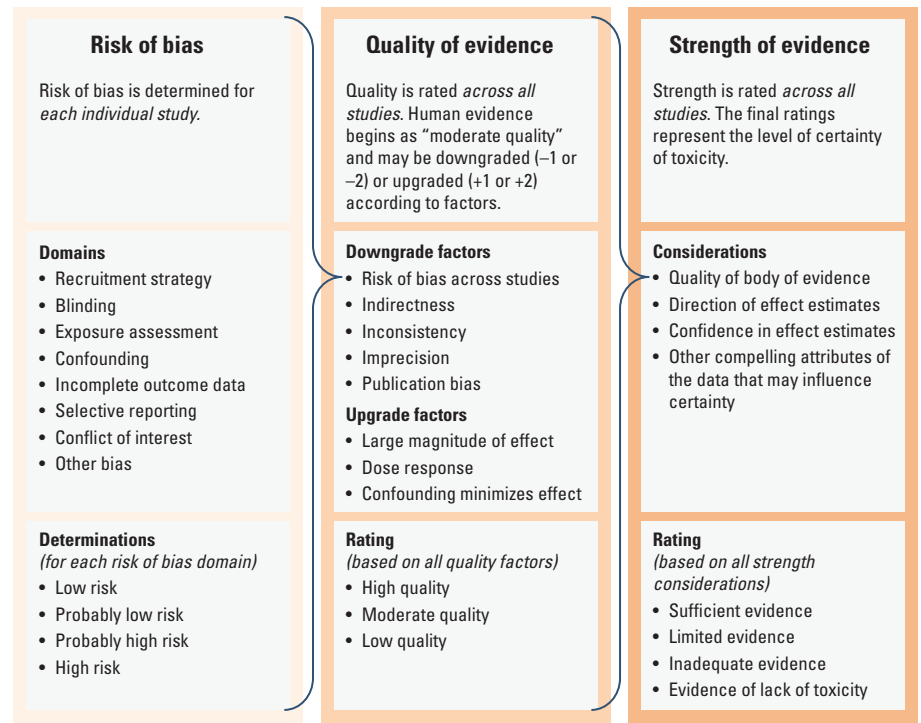 Risk of bias
Risk of bias is determined for
each individual study.
Domains
• Recruitment strategy
• Blinding
• Exposure assessment
• Confounding
• Incomplete outcome data
• Selective reporting
• Conflict of interest
• Other bias
Determinations
(for each risk of bias domain)
• Low risk
• Probably low risk
• Probably high risk
• High risk
Quality of evidence
Quality is rated across all
studies. Human evidence
begins as “moderate quality”
and may be downgraded (–1 or
–2) or upgraded (+1 or +2)
according to factors.
Downgrade factors
• Risk of bias across studies
• Indirectness
• Inconsistency
• Imprecision
• Publication bias
Upgrade factors
• Large magnitude of effect
• Dose response
• Confounding minimizes effect
Rating
(based on all quality factors)
• High quality
• Moderate quality
• Low quality
Strength of evidence
Strength is rated across all
studies. The final ratings
represent the level of certainty
of toxicity.
Considerations
• Quality of body of evidence
• Direction of effect estimates
• Confidence in effect estimates
• Other compelling attributes of
the data that may influence
certainty
Rating
(based on all strength
considerations)
• Sufficient evidence
• Limited evidence
• Inadequate evidence
• Evidence of lack of toxicity